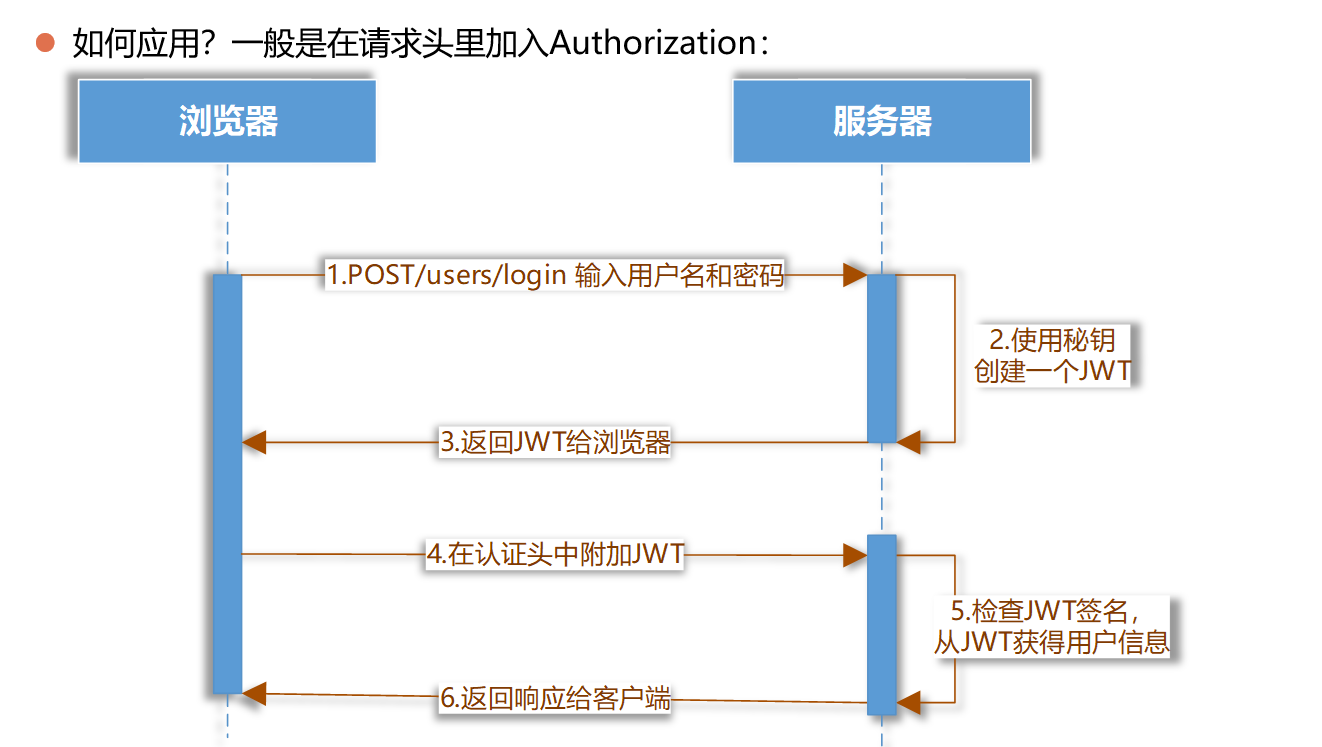 如何应用？一般是在请求头里加入Authorization：
浏览器
服务器
1.POST/users/login 输入用户名和密码
2.使用秘钥
创建一个JWT
3.返回JWT给浏览器
4.在认证头中附加JWT
5.检查JWT签名，
从JWT获得用户信息
6.返回响应给客户端